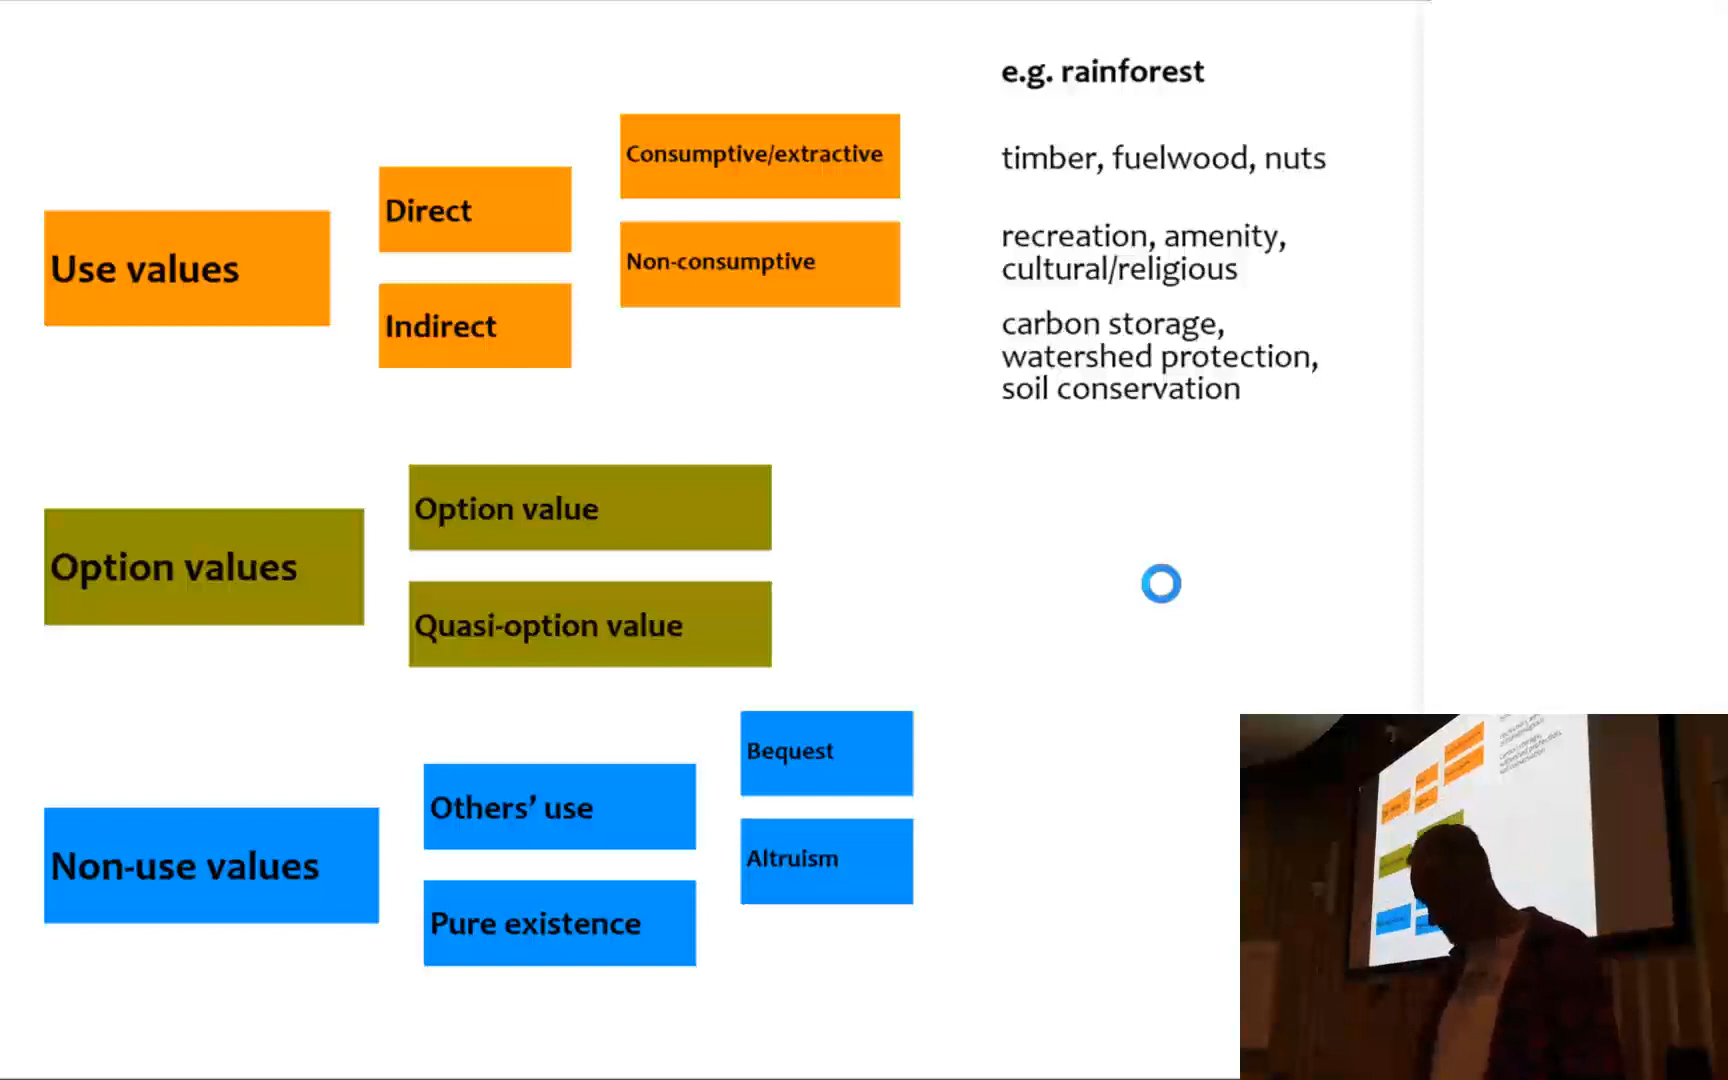 e.g. rainforest
Consumptive/extractive
timber, fuelwood, nuts
Direct
Use values
Non-consumptive
recreation, amenity,
cultural/religious
Indirect
carbon storage,
watershed protection,
soil conservation
Option value
Option values
Quasi-option value
Bequest
Others’ use
Non-use values
Altruism
Pure existence